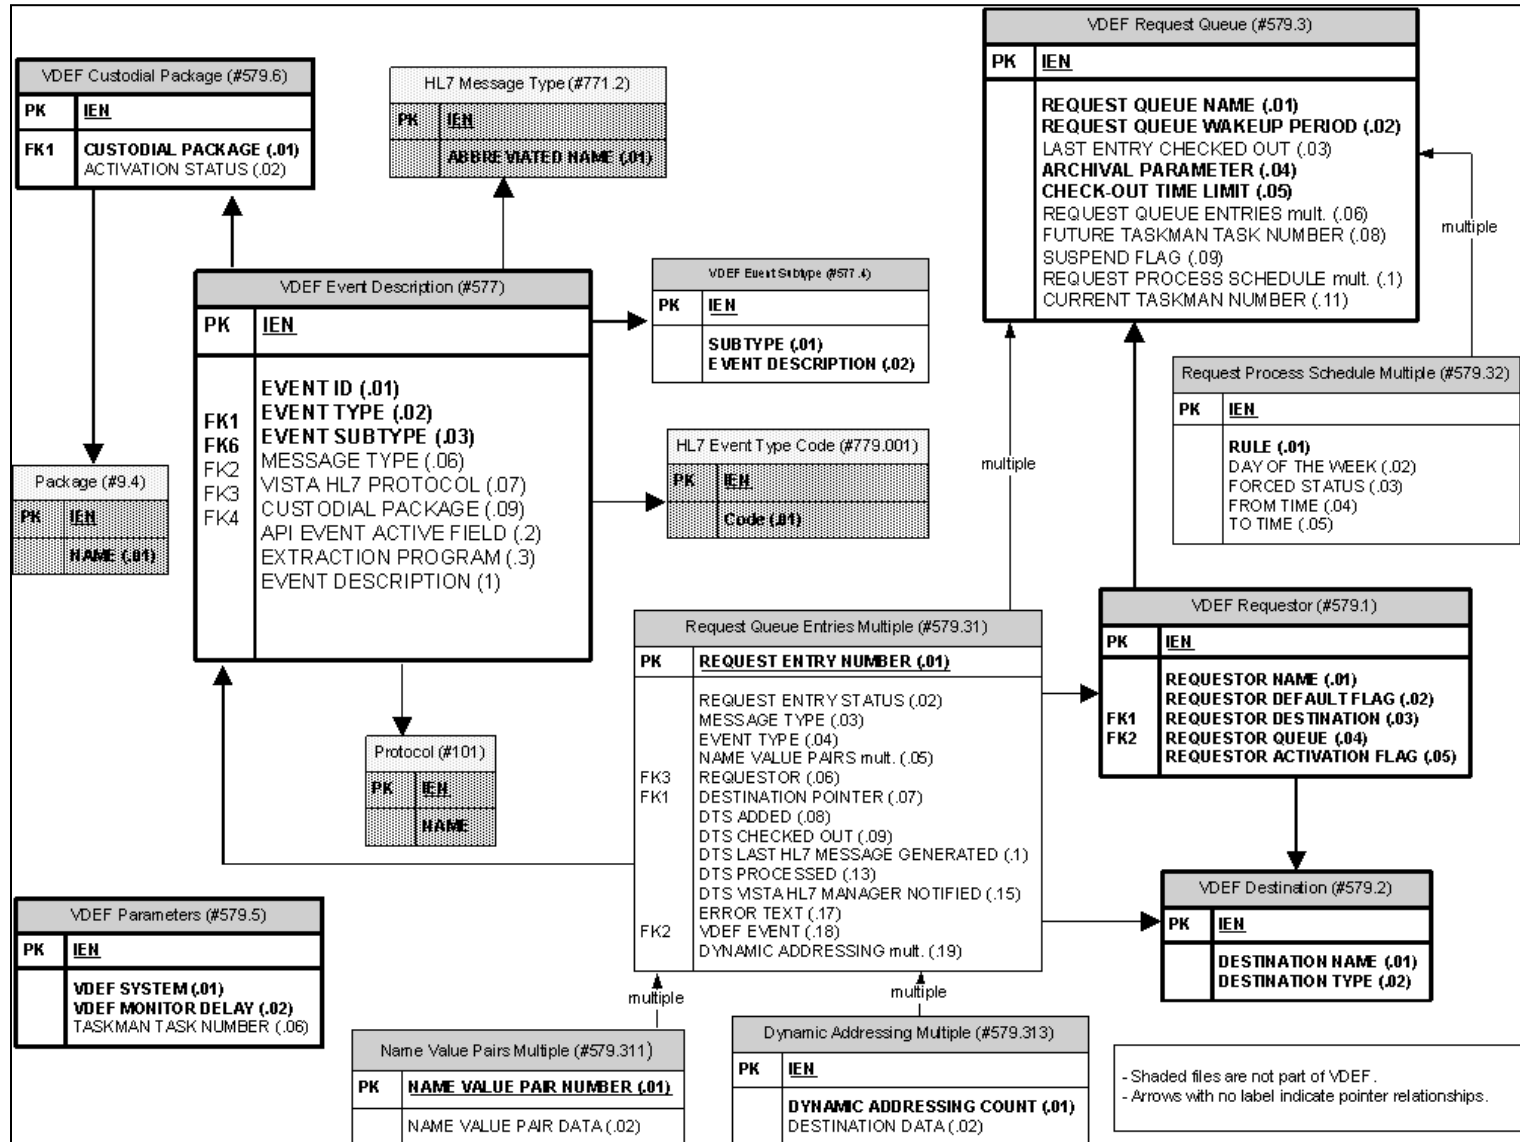 VDEF Custodial Package (#579.6)
PK IEN
FK1 CUSTODIAL PACKAGE (.01)
ACTIVATION STATUS (.02)
HL7 Message Type (#771.2)
PK IEN
ABBREVIATED NAME (.01)
VDEF Request Queue (#579.3)
PK IEN
REQUEST QUEUE NAME (.01)
REQUEST QUEUE WAKEUP PERIOD (.02)
LAST ENTRY CHECKED OUT (.03)
ARCHIVAL PARAMETER (.04)
CHECK-OUT TIME LIMIT (.05)
REQUEST QUEUE ENTRIES mult. (.06)
FUTURE TASKMAN TASK NUMBER (.08)
SUSPEND FLAG (.09)
REQUEST PROCESS SCHEDULE mult. (.1)
CURRENT TASKMAN NUMBER (.11)
multiple
VDEF Event Description (#577)
PK IEN
EVENT ID (.01)
FK1 EVENT TYPE (.02)
FK6 EVENT SUBTYPE (.03)
FK2 MESSAGE TYPE (.06)
FK3 VISTA HL7 PROTOCOL (.07)
FK4 CUSTODIAL PACKAGE (.09)
API EVENT ACTIVE FIELD (.2)
EXTRACTION PROGRAM (.3)
EVENT DESCRIPTION (1)
VDEF Event Subtype (#577.4)
PK IEN
SUBTYPE (.01)
EVENT DESCRIPTION (.02)
HL7 Event Type Code (#779.001)
PK IEN
Code (.01)
multiple
Request Process Schedule Multiple (#579.32)
PK IEN
RULE (.01)
DAY OF THE WEEK (.02)
FORCED STATUS (.03)
FROM TIME (.04)
TO TIME (.05)
Package (#9.4)
PK IEN
NAME (.01)
Request Queue Entries Multiple (#579.31)
PK REQUEST ENTRY NUMBER (.01)
REQUEST ENTRY STATUS (.02)
MESSAGE TYPE (.03)
EVENT TYPE (.04)
NAME VALUE PAIRS mult. (.05)
FK3 REQUESTOR (.06)
FK1 DESTINATION POINTER (.07)
DTS ADDED (.08)
DTS CHECKED OUT (.09)
DTS LAST HL7 MESSAGE GENERATED (.1)
DTS PROCESSED (.13)
DTS VISTA HL7 MANAGER NOTIFIED (.15)
ERROR TEXT (.17)
FK2 VDEF EVENT (.18)
DYNAMIC ADDRESSING mult. (.19)
VDEF Requestor (#579.1)
PK IEN
REQUESTOR NAME (.01)
REQUESTOR DEFAULT FLAG (.02)
FK1 REQUESTOR DESTINATION (.03)
FK2 REQUESTOR QUEUE (.04)
REQUESTOR ACTIVATION FLAG (.05)
Protocol (#101)
PK IEN
NAME
VDEF Destination (#579.2)
PK IEN
DESTINATION NAME (.01)
DESTINATION TYPE (.02)
VDEF Parameters (#579.5)
PK IEN
VDEF SYSTEM (.01)
VDEF MONITOR DELAY (.02)
TASKMAN TASK NUMBER (.06)
multiple
multiple
Name Value Pairs Multiple (#579.311)
PK NAME VALUE PAIR NUMBER (.01)
NAME VALUE PAIR DATA (.02)
Dynamic Addressing Multiple (#579.313)
PK IEN
DYNAMIC ADDRESSING COUNT (.01)
DESTINATION DATA (.02)
- Shaded files are not part of VDEF.
- Arrows with no label indicate pointer relationships.